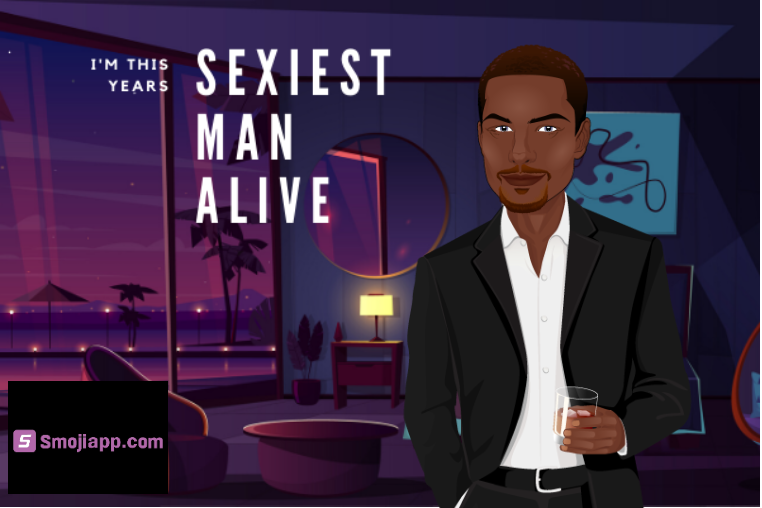 I'M THIS
YEARS
SEXIEST
MAN
ALIVE
S Smojiapp.com